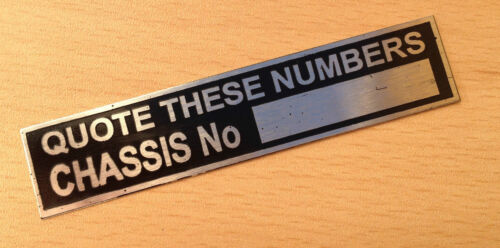 QUOTE THESE NUMBERS
CHASSIS No